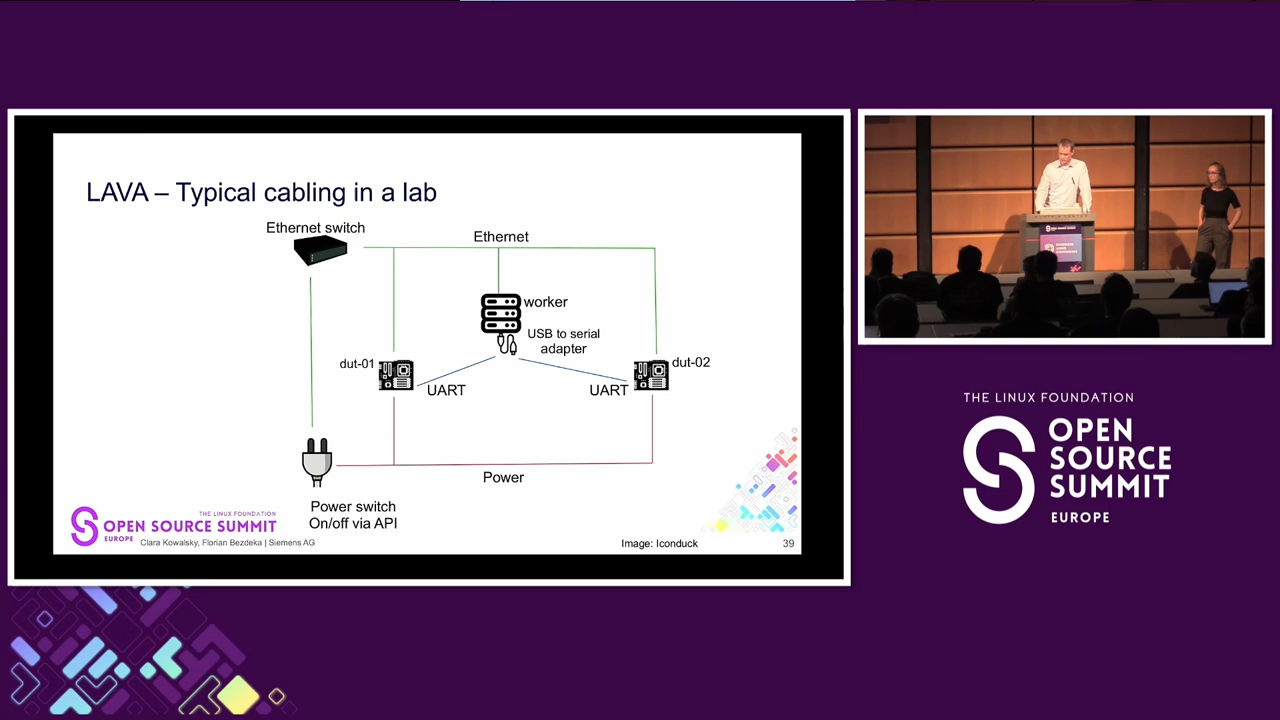 LAVA – Typical cabling in a lab
Ethernet switch
Ethernet
worker
USB to serial
adapter
dut-01
dut-02
UART
UART
Power
Power switch
On/off via API
THE LINUX FOUNDATION
OPEN SOURCE SUMMIT
EUROPE
Clara Kowalsky, Florian Bezdeka | Siemens AG
Image: Iconduck
39
THE LINUX FOUNDATION
OPEN
SOURCE
SUMMIT
EUROPE